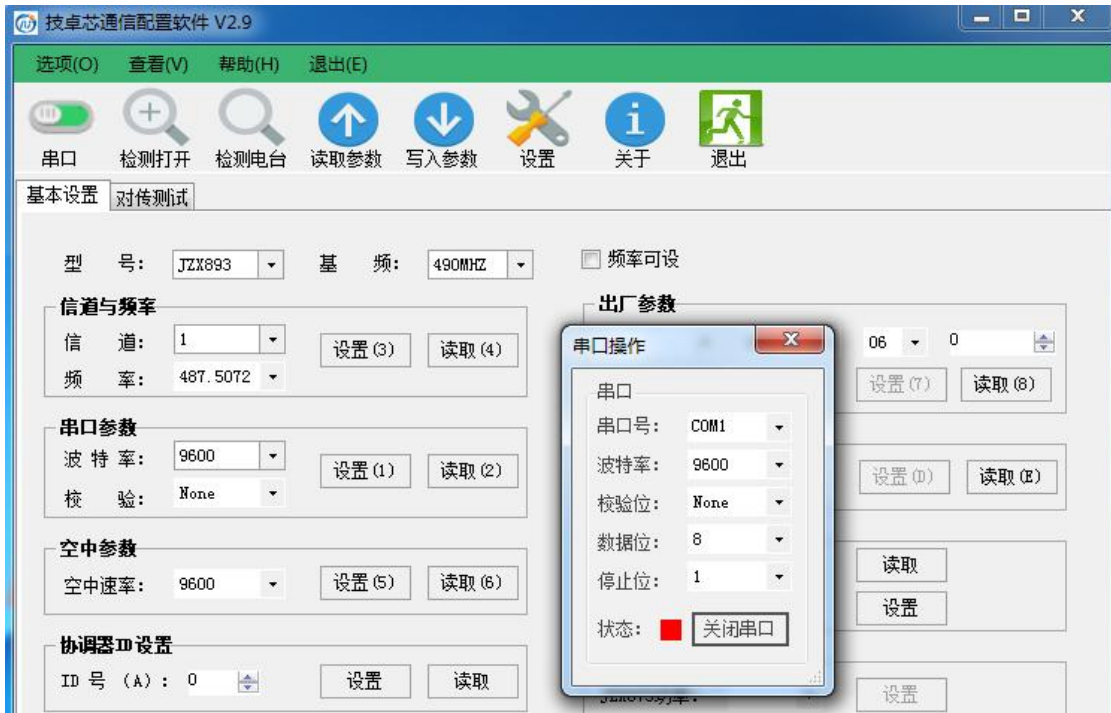 技卓芯通信配置软件 V2.9
选项(O) 查看(V) 帮助(H) 退出(E)
串口 检测打开 检测电台 读取参数 写入参数 设置 关于 退出
基本设置 对传测试
型 号: JZX893 基 频: 490MHZ 频率可设
信道与频率
信 道: 1 设置(3) 读取(4)
频 率: 487.5072
串口参数
波 特 率: 9600 设置(1) 读取(2)
校 验: None
空中参数
空中速率: 9600 设置(5) 读取(6)
协调器ID设置
ID 号 (A) : 0 设置 读取
出厂参数
06 0
设置(7) 读取(8)
设置(D) 读取(E)
读取
设置
设置
串口操作
串口
串口号: COM1
波特率: 9600
校验位: None
数据位: 8
停止位: 1
状态: 关闭串口